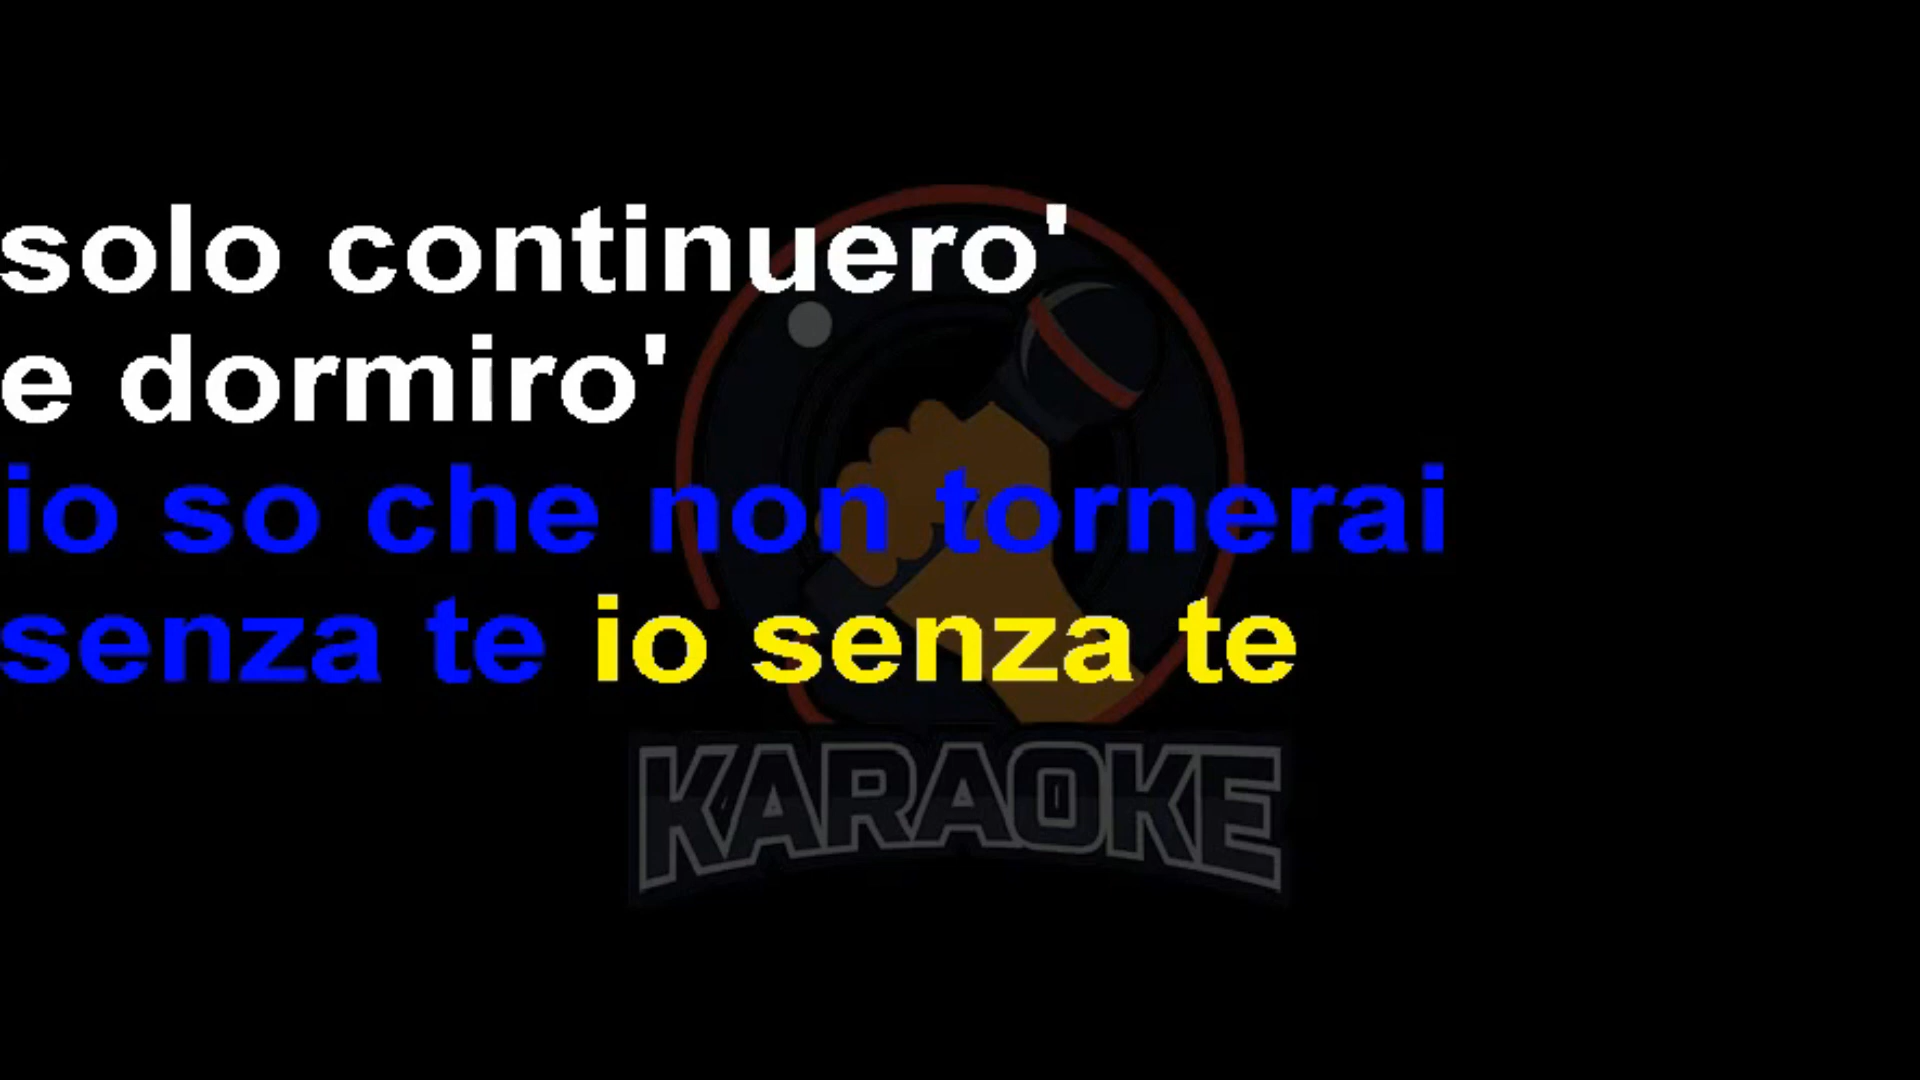 solo continuero'
e dormiro'
io so che non tornerai
senza te io senza te
KARAOKE